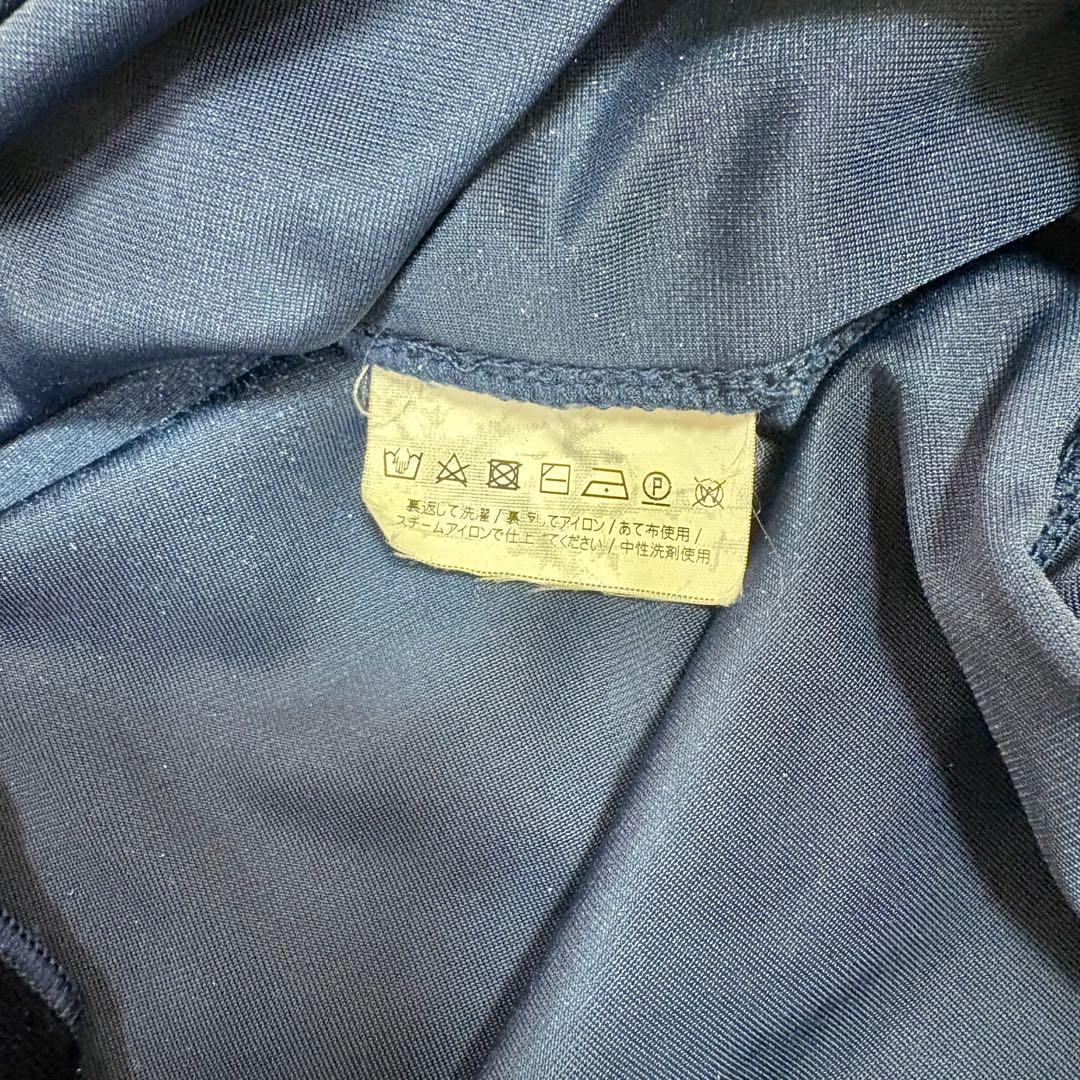 P
W
裏返して洗濯 / 裏 してアイロン / あて布使用 /
スチームアイロンで仕上 てください / 中性洗剤使用